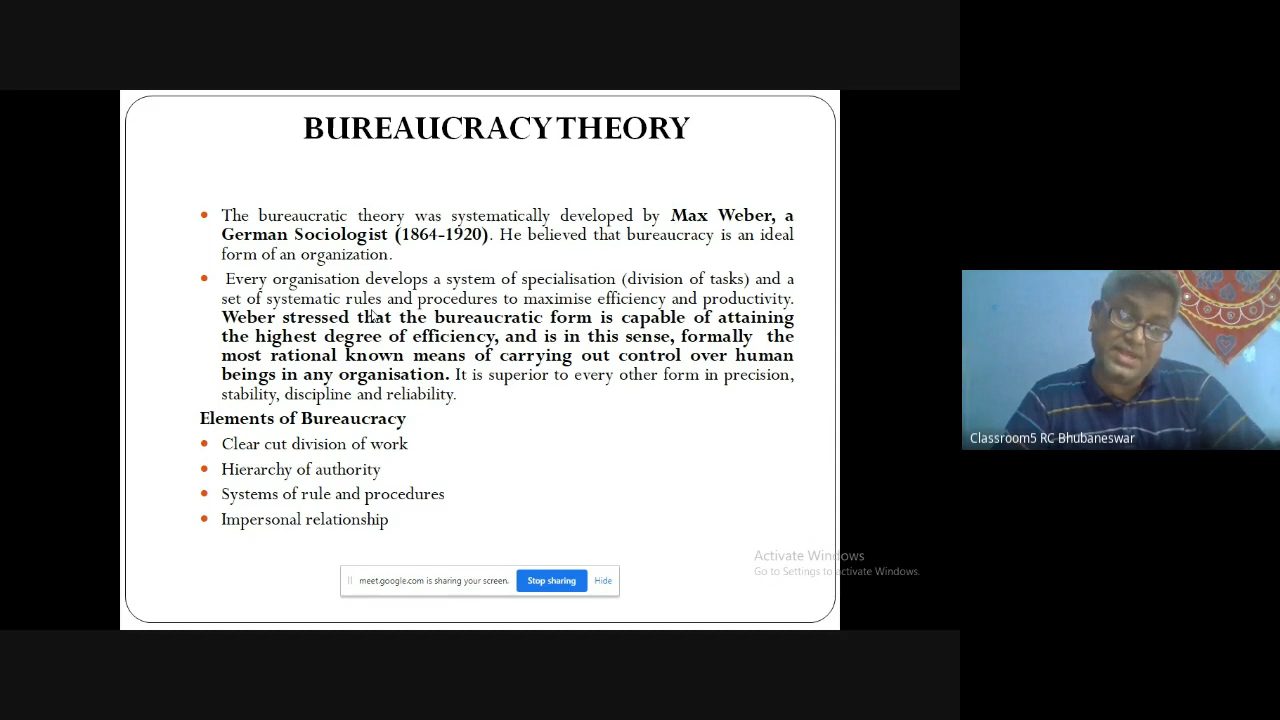 BUREAUCRACY THEORY
• The bureaucratic theory was systematically developed by Max Weber, a
German Sociologist (1864-1920). He believed that bureaucracy is an ideal
form of an organization.
• Every organisation develops a system of specialisation (division of tasks) and a
set of systematic rules and procedures to maximise efficiency and productivity.
Weber stressed that the bureaucratic form is capable of attaining
the highest degree of efficiency, and is in this sense, formally the
most rational known means of carrying out control over human
beings in any organisation. It is superior to every other form in precision,
stability, discipline and reliability.
Elements of Bureaucracy
• Clear cut division of work
• Hierarchy of authority
• Systems of rule and procedures
• Impersonal relationship
meet.google.com is sharing your screen. Stop sharing Hide
Activate Windows
Go to Settings to activate Windows.
Classroom5 RC Bhubaneswar